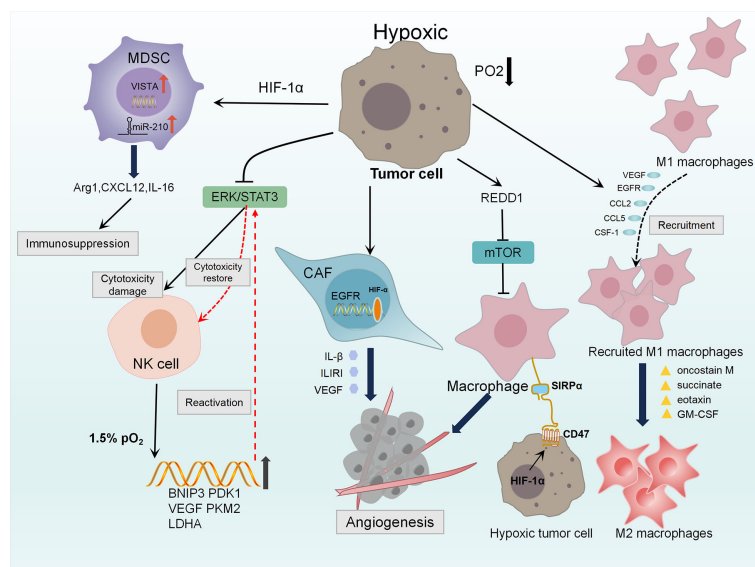 Hypoxic
MDSC
VISTA
miR-210
HIF-1α
PO2
Tumor cell
M1 macrophages
VEGF
EGFR
CCL2
CCL5
CSF-1
Recruitment
Arg1,CXCL12,IL-16
Immunosuppression
ERK/STAT3
REDD1
mTOR
Cytotoxicity
damage
Cytotoxicity
restore
CAF
EGFR
HIF-α
NK cell
Reactivation
1.5% pO₂
BNIP3 PDK1
VEGF PKM2
LDHA
IL-β
ILIRI
VEGF
Macrophage
SIRPα
CD47
HIF-1α
Angiogenesis
Hypoxic tumor cell
Recruited M1 macrophages
oncostain M
succinate
eotaxin
GM-CSF
M2 macrophages